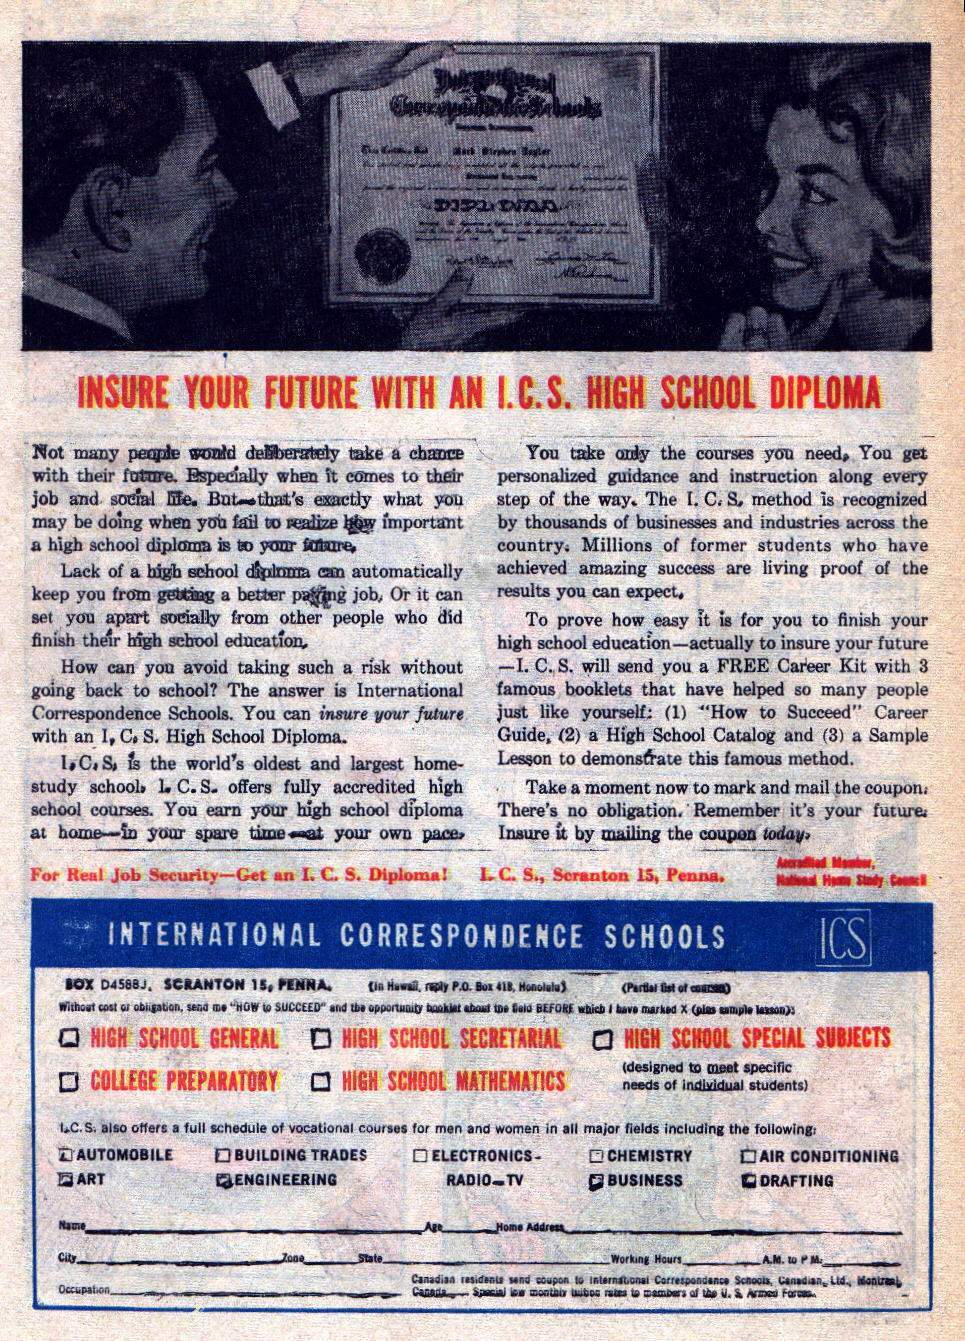 International
Correspondence Schools
This Certifies that Mark Stephen Taylor
DIPLOMA
INSURE YOUR FUTURE WITH AN I.C.S. HIGH SCHOOL DIPLOMA
Not many people would deliberately take a chance
with their future. Especially when it comes to their
job and social life. But—that's exactly what you
may be doing when you fail to realize how important
a high school diploma is to your future.
Lack of a high school diploma can automatically
keep you from getting a better paying job. Or it can
set you apart socially from other people who did
finish their high school education.
How can you avoid taking such a risk without
going back to school? The answer is International
Correspondence Schools. You can insure your future
with an I. C. S. High School Diploma.
I. C. S. is the world's oldest and largest home-
study school. I. C. S. offers fully accredited high
school courses. You earn your high school diploma
at home—in your spare time—at your own pace.
You take only the courses you need. You get
personalized guidance and instruction along every
step of the way. The I. C. S. method is recognized
by thousands of businesses and industries across the
country. Millions of former students who have
achieved amazing success are living proof of the
results you can expect.
To prove how easy it is for you to finish your
high school education—actually to insure your future
—I. C. S. will send you a FREE Career Kit with 3
famous booklets that have helped so many people
just like yourself: (1) "How to Succeed" Career
Guide, (2) a High School Catalog and (3) a Sample
Lesson to demonstrate this famous method.
Take a moment now to mark and mail the coupon.
There's no obligation. Remember it's your future.
Insure it by mailing the coupon today.
For Real Job Security—Get an I. C. S. Diploma! I. C. S., Scranton 15, Penna.
Accredited Member,
National Home Study Council
INTERNATIONAL CORRESPONDENCE SCHOOLS ICS
BOX D4588J, SCRANTON 15, PENNA. (In Hawaii, reply P.O. Box 418, Honolulu) (Partial list of courses)
Without cost or obligation, send me "HOW to SUCCEED" and the opportunity booklet about the field BEFORE which I have marked X (plus sample lesson):
HIGH SCHOOL GENERAL HIGH SCHOOL SECRETARIAL HIGH SCHOOL SPECIAL SUBJECTS
COLLEGE PREPARATORY HIGH SCHOOL MATHEMATICS (designed to meet specific
needs of individual students)
I.C.S. also offers a full schedule of vocational courses for men and women in all major fields including the following:
AUTOMOBILE BUILDING TRADES ELECTRONICS- CHEMISTRY AIR CONDITIONING
ART ENGINEERING RADIO—TV BUSINESS DRAFTING
Name Age Home Address
City Zone State Working Hours A.M. to P.M.
Occupation Canadian residents send coupon to International Correspondence Schools, Canadian, Ltd., Montreal,
Canada. Special low monthly tuition rates to members of the U. S. Armed Forces.